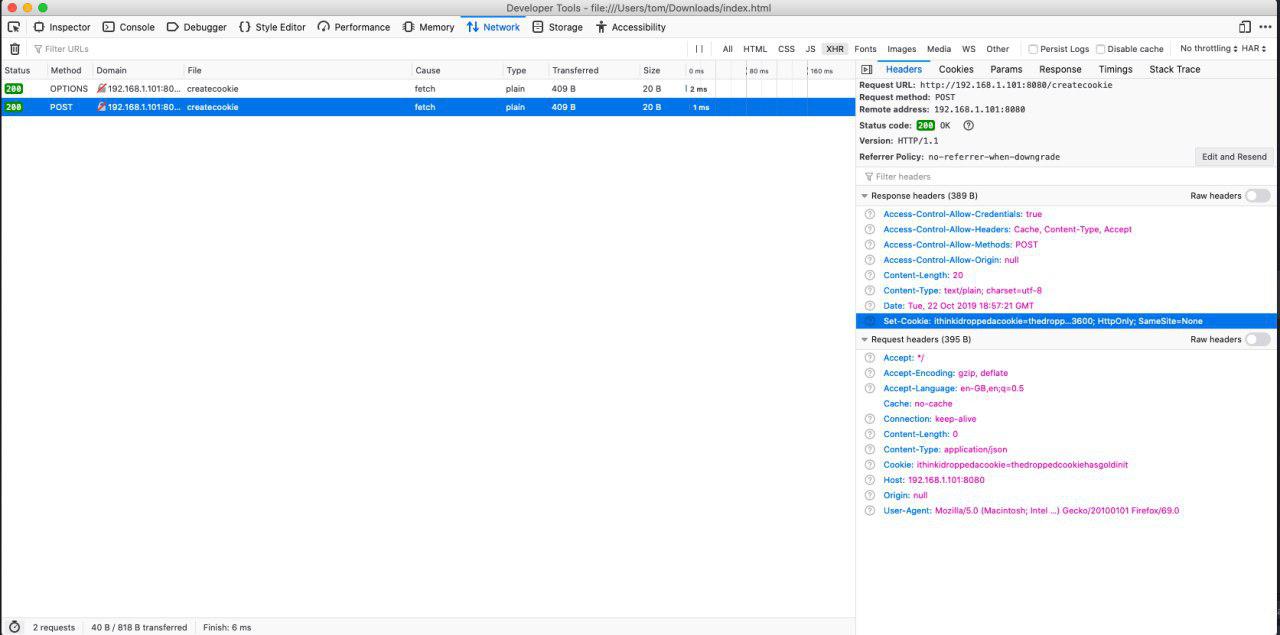 Developer Tools - file:///Users/tom/Downloads/index.html
Inspector Console Debugger Style Editor Performance Memory Network Storage Accessibility
Filter URLs All HTML CSS JS XHR Fonts Images Media WS Other Persist Logs Disable cache No throttling HAR
Status Method Domain File Cause Type Transferred Size 0 ms 80 ms 160 ms
200 OPTIONS 192.168.1.101:80... createcookie fetch plain 409 B 20 B 2 ms
200 POST 192.168.1.101:80... createcookie fetch plain 409 B 20 B 1 ms
Headers Cookies Params Response Timings Stack Trace
Request URL: http://192.168.1.101:8080/createcookie
Request method: POST
Remote address: 192.168.1.101:8080
Status code: 200 OK
Version: HTTP/1.1
Referrer Policy: no-referrer-when-downgrade Edit and Resend
Filter headers
Response headers (389 B) Raw headers
Access-Control-Allow-Credentials: true
Access-Control-Allow-Headers: Cache, Content-Type, Accept
Access-Control-Allow-Methods: POST
Access-Control-Allow-Origin: null
Content-Length: 20
Content-Type: text/plain; charset=utf-8
Date: Tue, 22 Oct 2019 18:57:21 GMT
Set-Cookie: ithinkidroppedacookie=thedropp...3600; HttpOnly; SameSite=None
Request headers (395 B) Raw headers
Accept: */
Accept-Encoding: gzip, deflate
Accept-Language: en-GB,en;q=0.5
Cache: no-cache
Connection: keep-alive
Content-Length: 0
Content-Type: application/json
Cookie: ithinkidroppedacookie=thedroppedcookiehasgoldinit
Host: 192.168.1.101:8080
Origin: null
User-Agent: Mozilla/5.0 (Macintosh; Intel ...) Gecko/20100101 Firefox/69.0
2 requests 40 B / 818 B transferred Finish: 6 ms